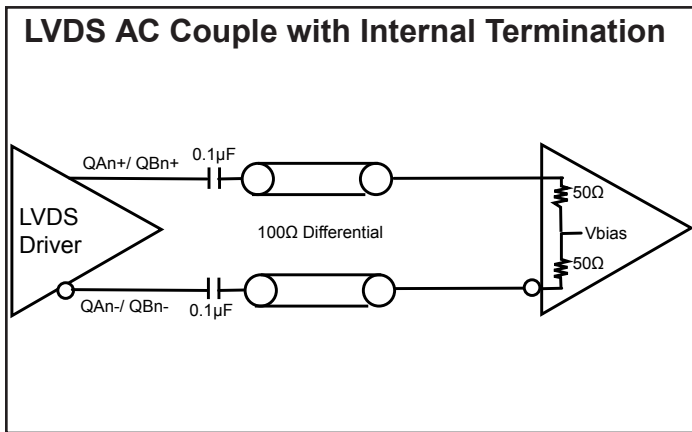 LVDS AC Couple with Internal Termination
QAn+/ QBn+
0.1µF
50Ω
LVDS
Driver
100Ω Differential
Vbias
50Ω
QAn-/ QBn-
0.1µF